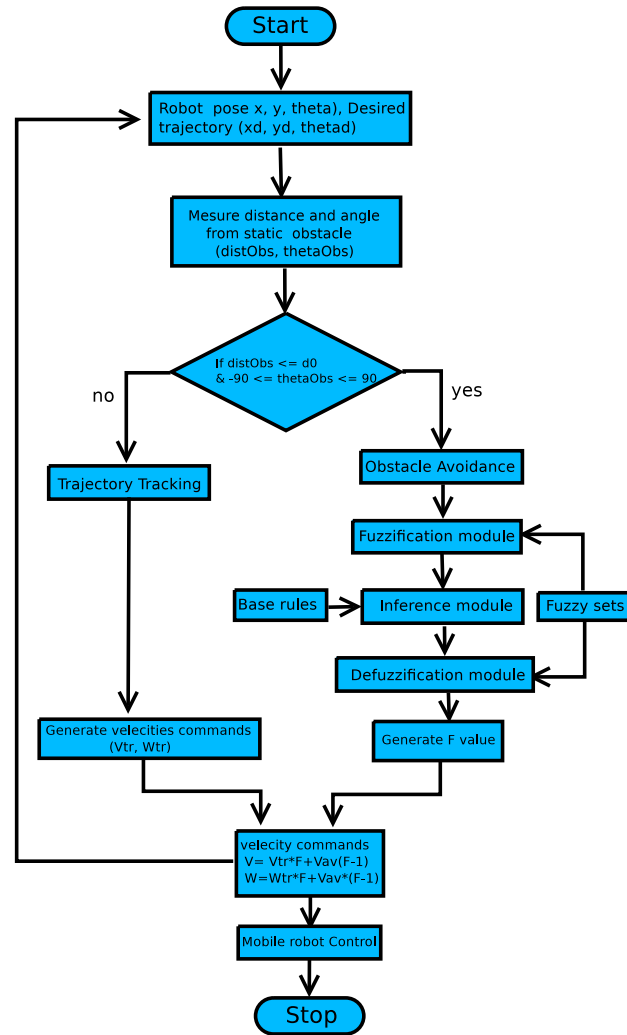 Start
Robot pose x, y, theta), Desired
trajectory (xd, yd, thetad)
Mesure distance and angle
from static obstacle
(distObs, thetaObs)
If distObs <= d0
& -90 <= thetaObs <= 90
no
yes
Trajectory Tracking
Obstacle Avoidance
Fuzzification module
Base rules
Inference module
Fuzzy sets
Defuzzification module
Generate velecities commands
(Vtr, Wtr)
Generate F value
velecity commands
V= Vtr*F+Vav(F-1)
W=Wtr*F+Vav*(F-1)
Mobile robot Control
Stop